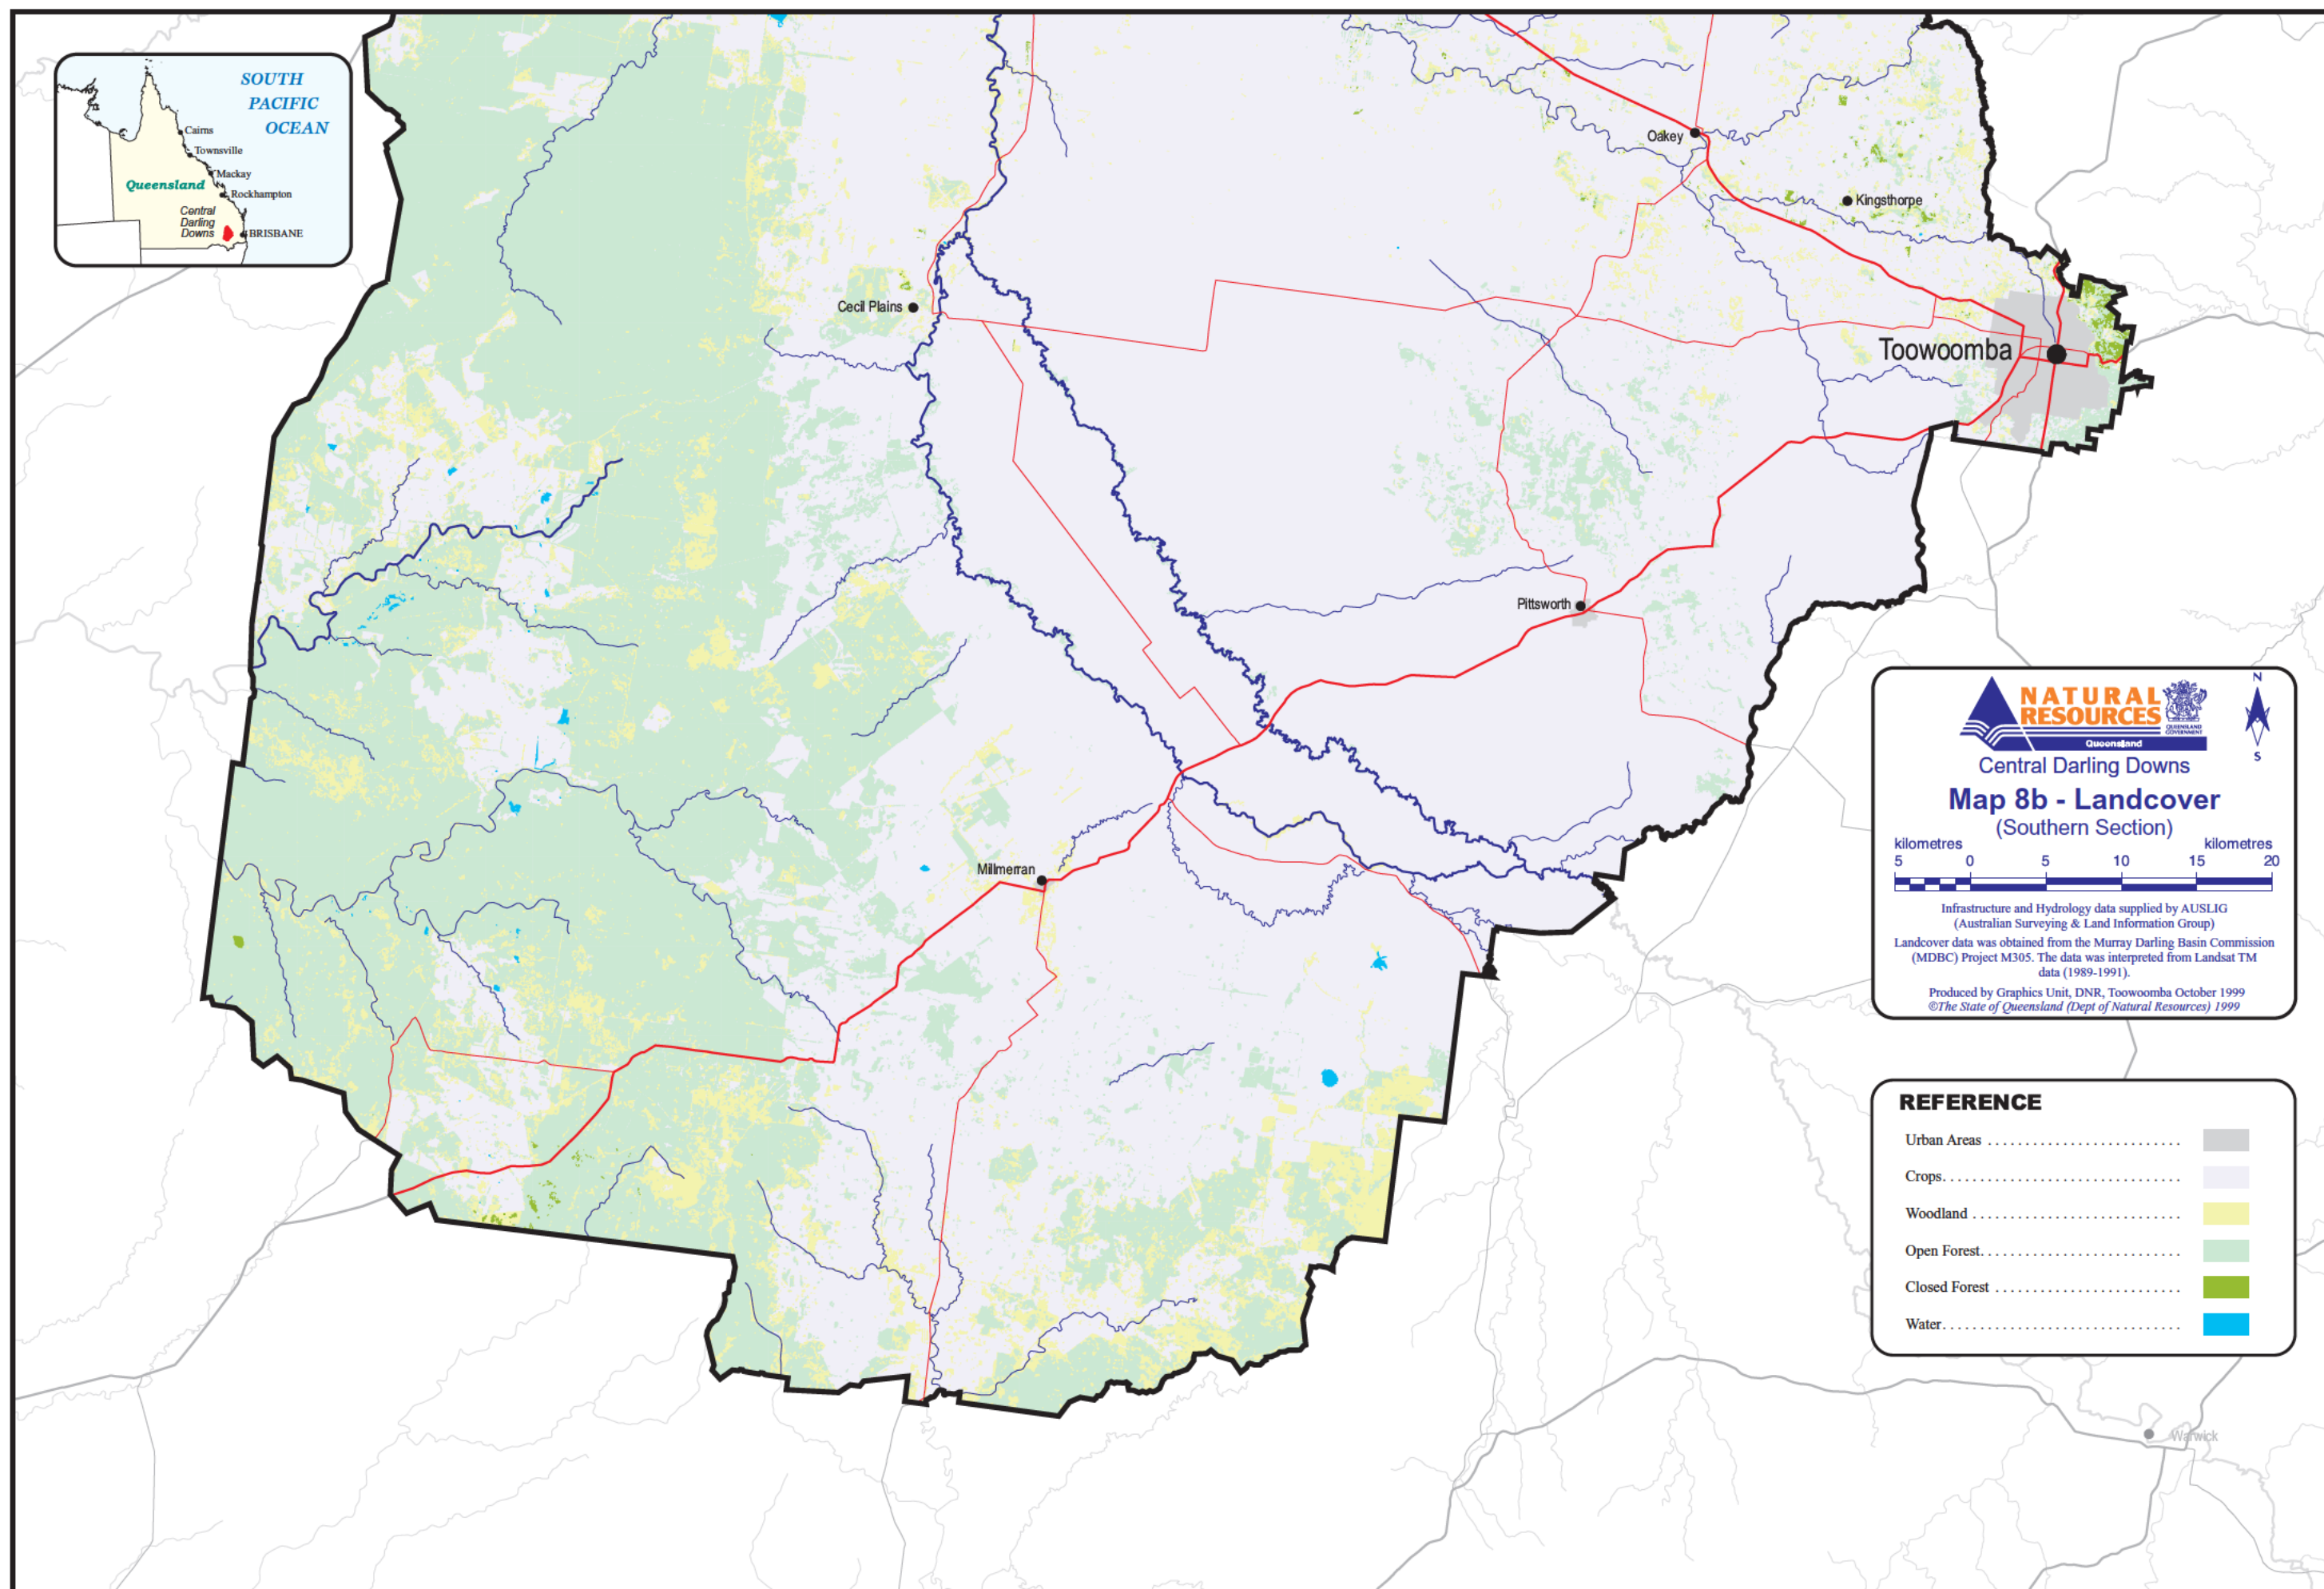 SOUTH
PACIFIC
OCEAN
Cairns
Townsville
Mackay
Queensland
Rockhampton
Central
Darling
Downs
BRISBANE
Oakey
Kingsthorpe
Cecil Plains
Toowoomba
Pittsworth
Millmerran
Warwick
NATURAL
RESOURCES
QUEENSLAND
GOVERNMENT
Queensland
N
S
Central Darling Downs
Map 8b - Landcover
(Southern Section)
kilometres kilometres
5 0 5 10 15 20
Infrastructure and Hydrology data supplied by AUSLIG
(Australian Surveying & Land Information Group)
Landcover data was obtained from the Murray Darling Basin Commission
(MDBC) Project M305. The data was interpreted from Landsat TM
data (1989-1991).
Produced by Graphics Unit, DNR, Toowoomba October 1999
©The State of Queensland (Dept of Natural Resources) 1999
REFERENCE
Urban Areas . . . . . . . . . . . . . . . . . . . . . . . . . .
Crops. . . . . . . . . . . . . . . . . . . . . . . . . . . . . . . .
Woodland . . . . . . . . . . . . . . . . . . . . . . . . . . . .
Open Forest. . . . . . . . . . . . . . . . . . . . . . . . . . .
Closed Forest . . . . . . . . . . . . . . . . . . . . . . . . .
Water. . . . . . . . . . . . . . . . . . . . . . . . . . . . . . . .